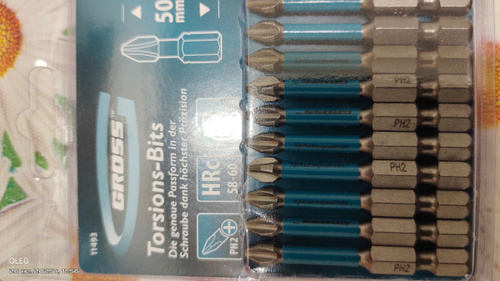 50
mm
GROSS
Torsions-Bits
Die genaue Passform in der
Schraube dank höchster Präzision
HRc
58-60
PH2
11493
PH2
PH2
PH2
PH2
OLEG